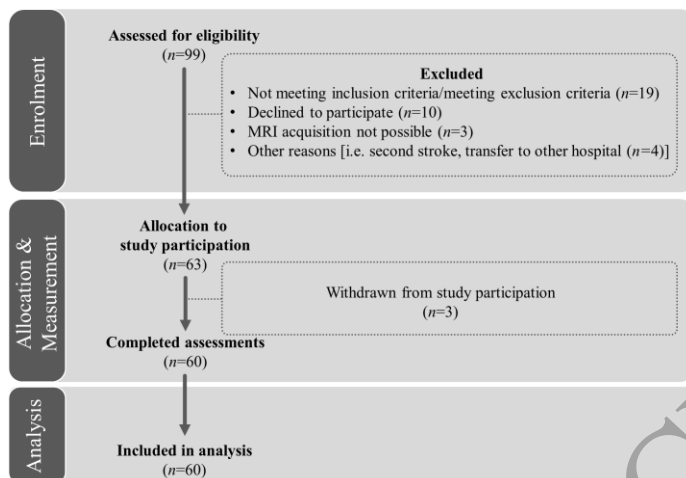 Enrolment
Assessed for eligibility
(n=99)
Excluded
• Not meeting inclusion criteria/meeting exclusion criteria (n=19)
• Declined to participate (n=10)
• MRI acquisition not possible (n=3)
• Other reasons [i.e. second stroke, transfer to other hospital (n=4)]
Allocation &
Measurement
Allocation to
study participation
(n=63)
Withdrawn from study participation
(n=3)
Completed assessments
(n=60)
Analysis
Included in analysis
(n=60)